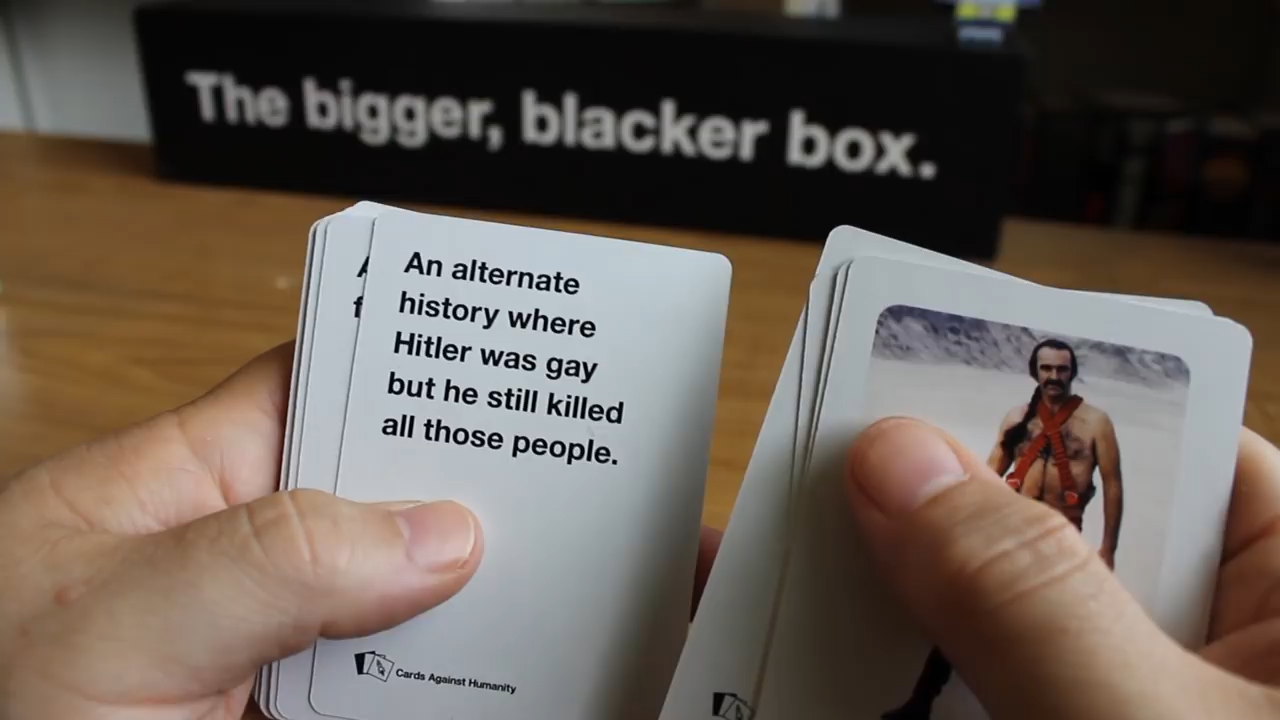 The bigger, blacker box.
An alternate
history where
Hitler was gay
but he still killed
all those people.
Cards Against Humanity